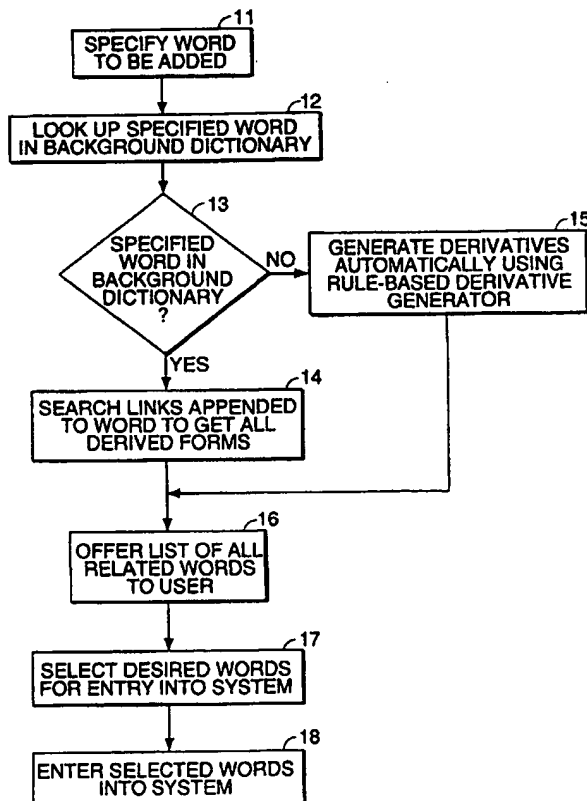 11
SPECIFY WORD
TO BE ADDED
12
LOOK UP SPECIFIED WORD
IN BACKGROUND DICTIONARY
13
SPECIFIED
WORD IN
BACKGROUND
DICTIONARY
?
NO
YES
15
GENERATE DERIVATIVES
AUTOMATICALLY USING
RULE-BASED DERIVATIVE
GENERATOR
14
SEARCH LINKS APPENDED
TO WORD TO GET ALL
DERIVED FORMS
16
OFFER LIST OF ALL
RELATED WORDS
TO USER
17
SELECT DESIRED WORDS
FOR ENTRY INTO SYSTEM
18
ENTER SELECTED WORDS
INTO SYSTEM